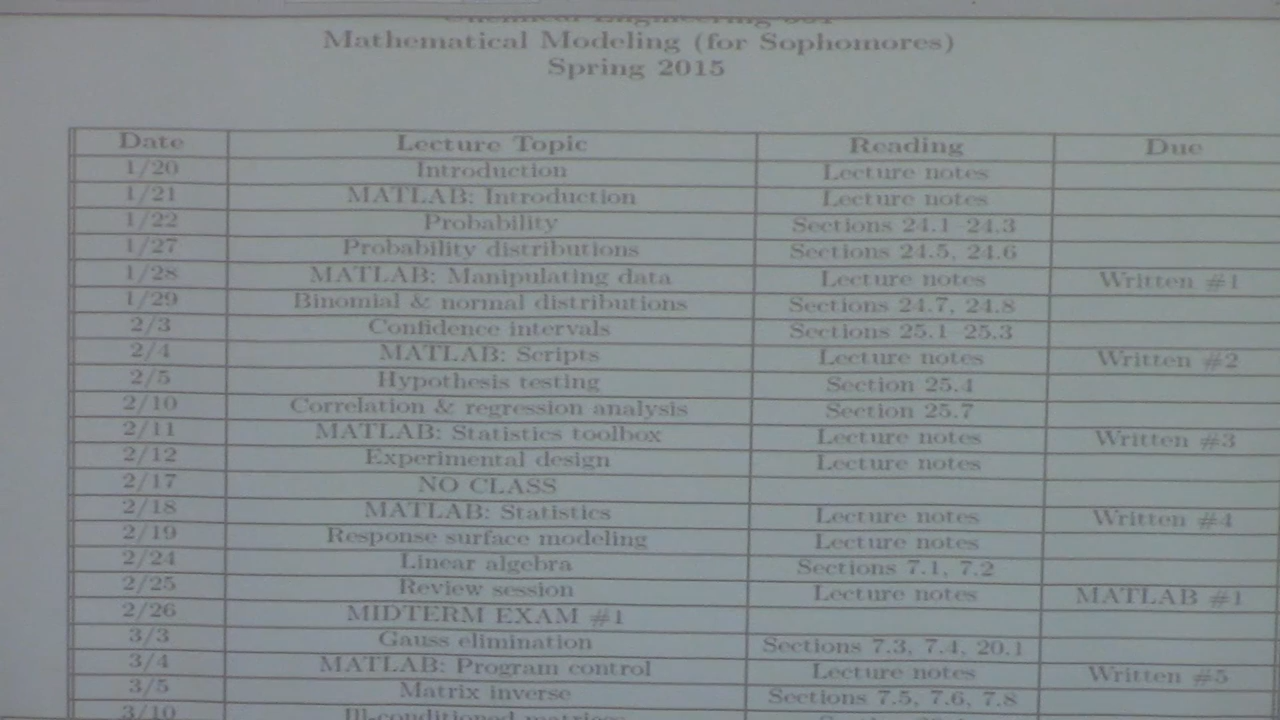 Chemical Engineering 361
Mathematical Modeling (for Sophomores)
Spring 2015
Date Lecture Topic Reading Due
1/20 Introduction Lecture notes
1/21 MATLAB: Introduction Lecture notes
1/22 Probability Sections 24.1–24.3
1/27 Probability distributions Sections 24.5, 24.6
1/28 MATLAB: Manipulating data Lecture notes Written #1
1/29 Binomial & normal distributions Sections 24.7, 24.8
2/3 Confidence intervals Sections 25.1–25.3
2/4 MATLAB: Scripts Lecture notes Written #2
2/5 Hypothesis testing Section 25.4
2/10 Correlation & regression analysis Section 25.7
2/11 MATLAB: Statistics toolbox Lecture notes Written #3
2/12 Experimental design Lecture notes
2/17 NO CLASS
2/18 MATLAB: Statistics Lecture notes Written #4
2/19 Response surface modeling Lecture notes
2/24 Linear algebra Sections 7.1, 7.2
2/25 Review session Lecture notes MATLAB #1
2/26 MIDTERM EXAM #1
3/3 Gauss elimination Sections 7.3, 7.4, 20.1
3/4 MATLAB: Program control Lecture notes Written #5
3/5 Matrix inverse Sections 7.5, 7.6, 7.8
3/10 Ill-conditioned matrices